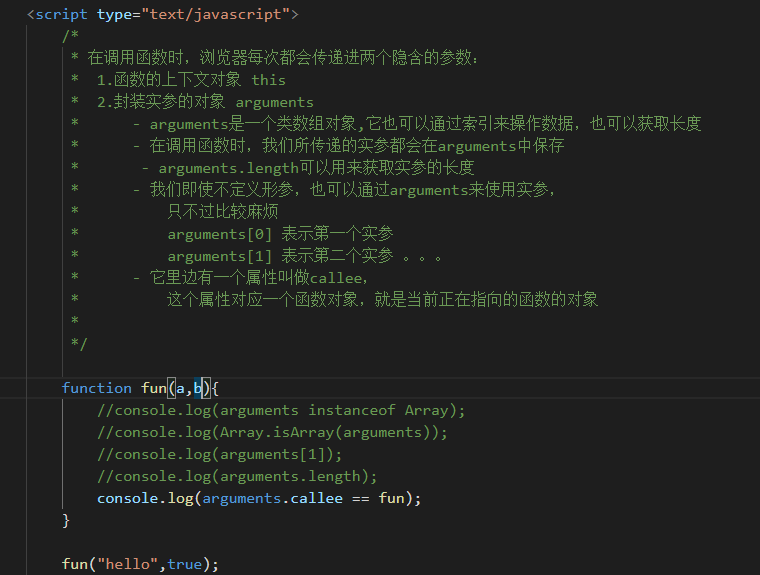 <script type="text/javascript">
/*
* 在调用函数时，浏览器每次都会传递进两个隐含的参数：
* 1.函数的上下文对象 this
* 2.封装实参的对象 arguments
* - arguments是一个类数组对象,它也可以通过索引来操作数据，也可以获取长度
* - 在调用函数时，我们所传递的实参都会在arguments中保存
* - arguments.length可以用来获取实参的长度
* - 我们即使不定义形参，也可以通过arguments来使用实参，
* 只不过比较麻烦
* arguments[0] 表示第一个实参
* arguments[1] 表示第二个实参 。。。
* - 它里边有一个属性叫做callee，
* 这个属性对应一个函数对象，就是当前正在指向的函数的对象
*
*/
function fun(a,b){
//console.log(arguments instanceof Array);
//console.log(Array.isArray(arguments));
//console.log(arguments[1]);
//console.log(arguments.length);
console.log(arguments.callee == fun);
}
fun("hello",true);